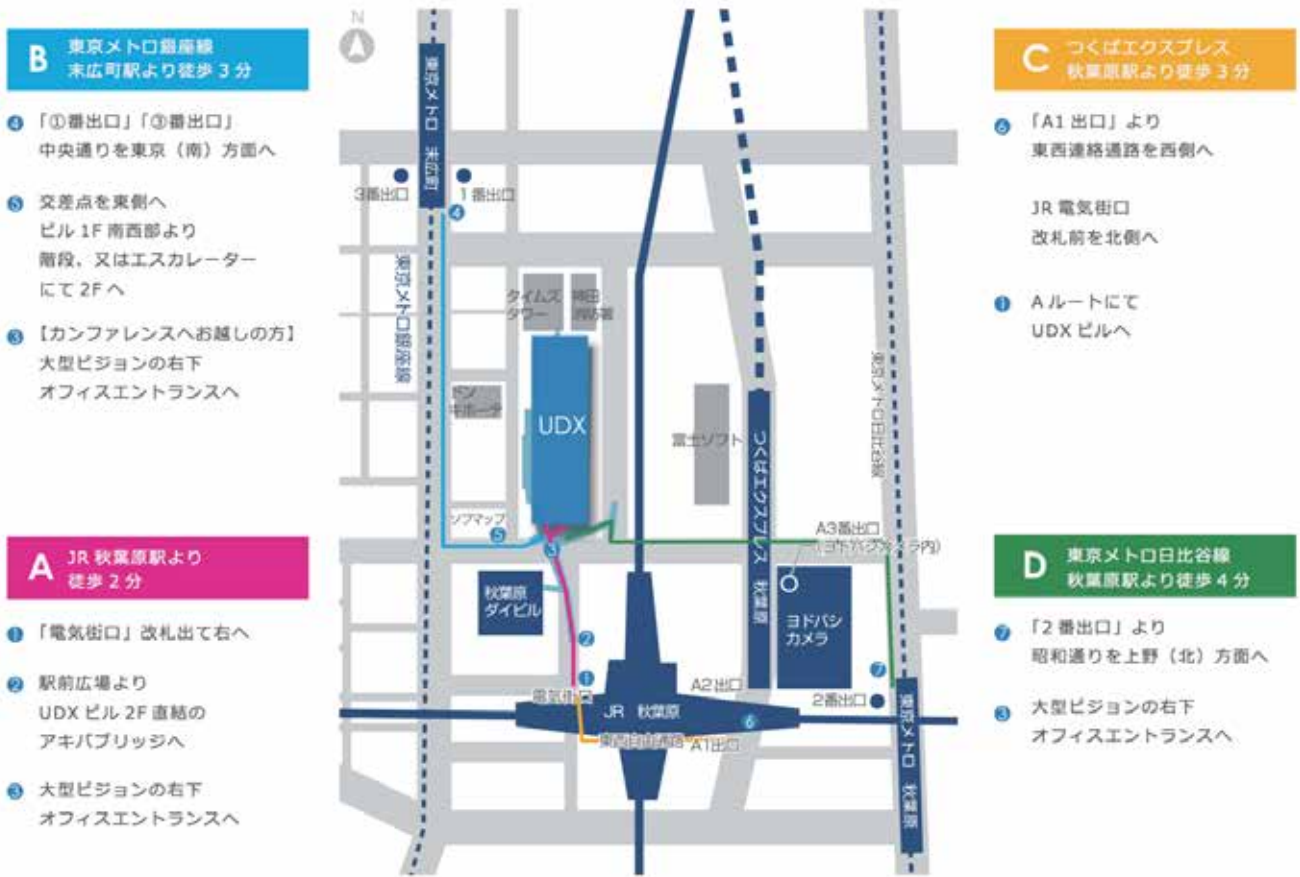 B
東京メトロ銀座線
末広町駅より徒歩 3 分
④ 「①番出口」「③番出口」
中央通りを東京（南）方面へ
⑤ 交差点を東側へ
ビル 1F 南西部より
階段、又はエスカレーター
にて 2F へ
③ 【カンファレンスへお越しの方】
大型ビジョンの右下
オフィスエントランスへ
A
JR 秋葉原駅より
徒歩 2 分
① 「電気街口」改札出て右へ
② 駅前広場より
UDX ビル 2F 直結の
アキバブリッジへ
③ 大型ビジョンの右下
オフィスエントランスへ
N
東京メトロ 末広町
3番出口
1番出口
④
東京メトロ銀座線
タイムズ
タワー
神田
消防署
ドン
キホーテ
UDX
富士ソフト
つくばエクスプレス 秋葉原
東京メトロ日比谷線
ソフマップ
⑤
③
A3番出口
（ヨドバシカメラ内）
秋葉原
ダイビル
ヨドバシ
カメラ
②
①
⑦
電気街口
JR 秋葉原
A2出口
2番出口
⑥
東西自由通路
A1出口
東京メトロ 秋葉原
C
つくばエクスプレス
秋葉原駅より徒歩 3 分
⑥ 「A1 出口」より
東西連絡通路を西側へ
JR 電気街口
改札前を北側へ
① A ルートにて
UDX ビルへ
D
東京メトロ日比谷線
秋葉原駅より徒歩 4 分
⑦ 「2 番出口」より
昭和通りを上野（北）方面へ
③ 大型ビジョンの右下
オフィスエントランスへ